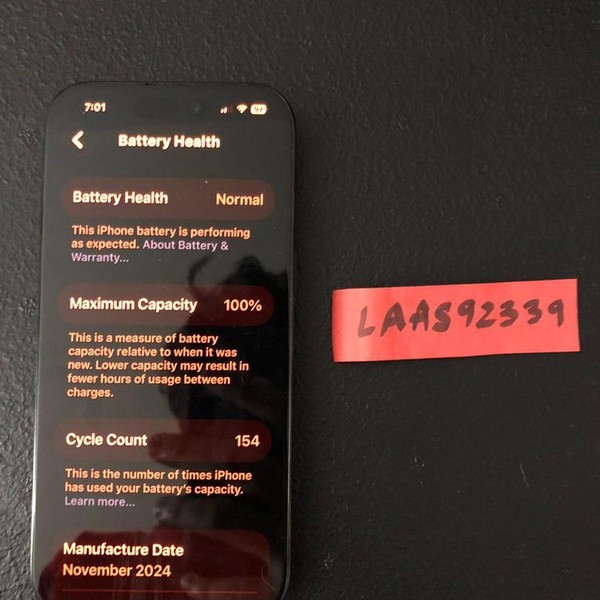 7:01
97
Battery Health
Battery Health Normal
This iPhone battery is performing
as expected. About Battery &
Warranty...
Maximum Capacity 100%
This is a measure of battery
capacity relative to when it was
new. Lower capacity may result in
fewer hours of usage between
charges.
Cycle Count 154
This is the number of times iPhone
has used your battery's capacity.
Learn more...
Manufacture Date
November 2024
LAAS92339